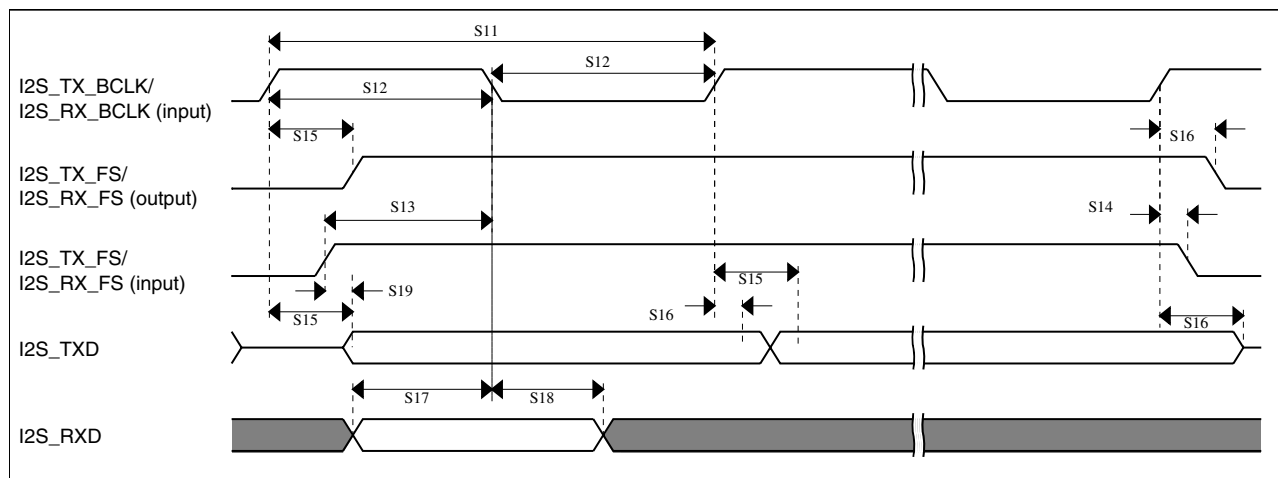 S11
I2S_TX_BCLK/
I2S_RX_BCLK (input)
S12
S12
S15
S16
I2S_TX_FS/
I2S_RX_FS (output)
S13
S14
I2S_TX_FS/
I2S_RX_FS (input)
S19
S15
S15
S16
S16
I2S_TXD
S17
S18
I2S_RXD